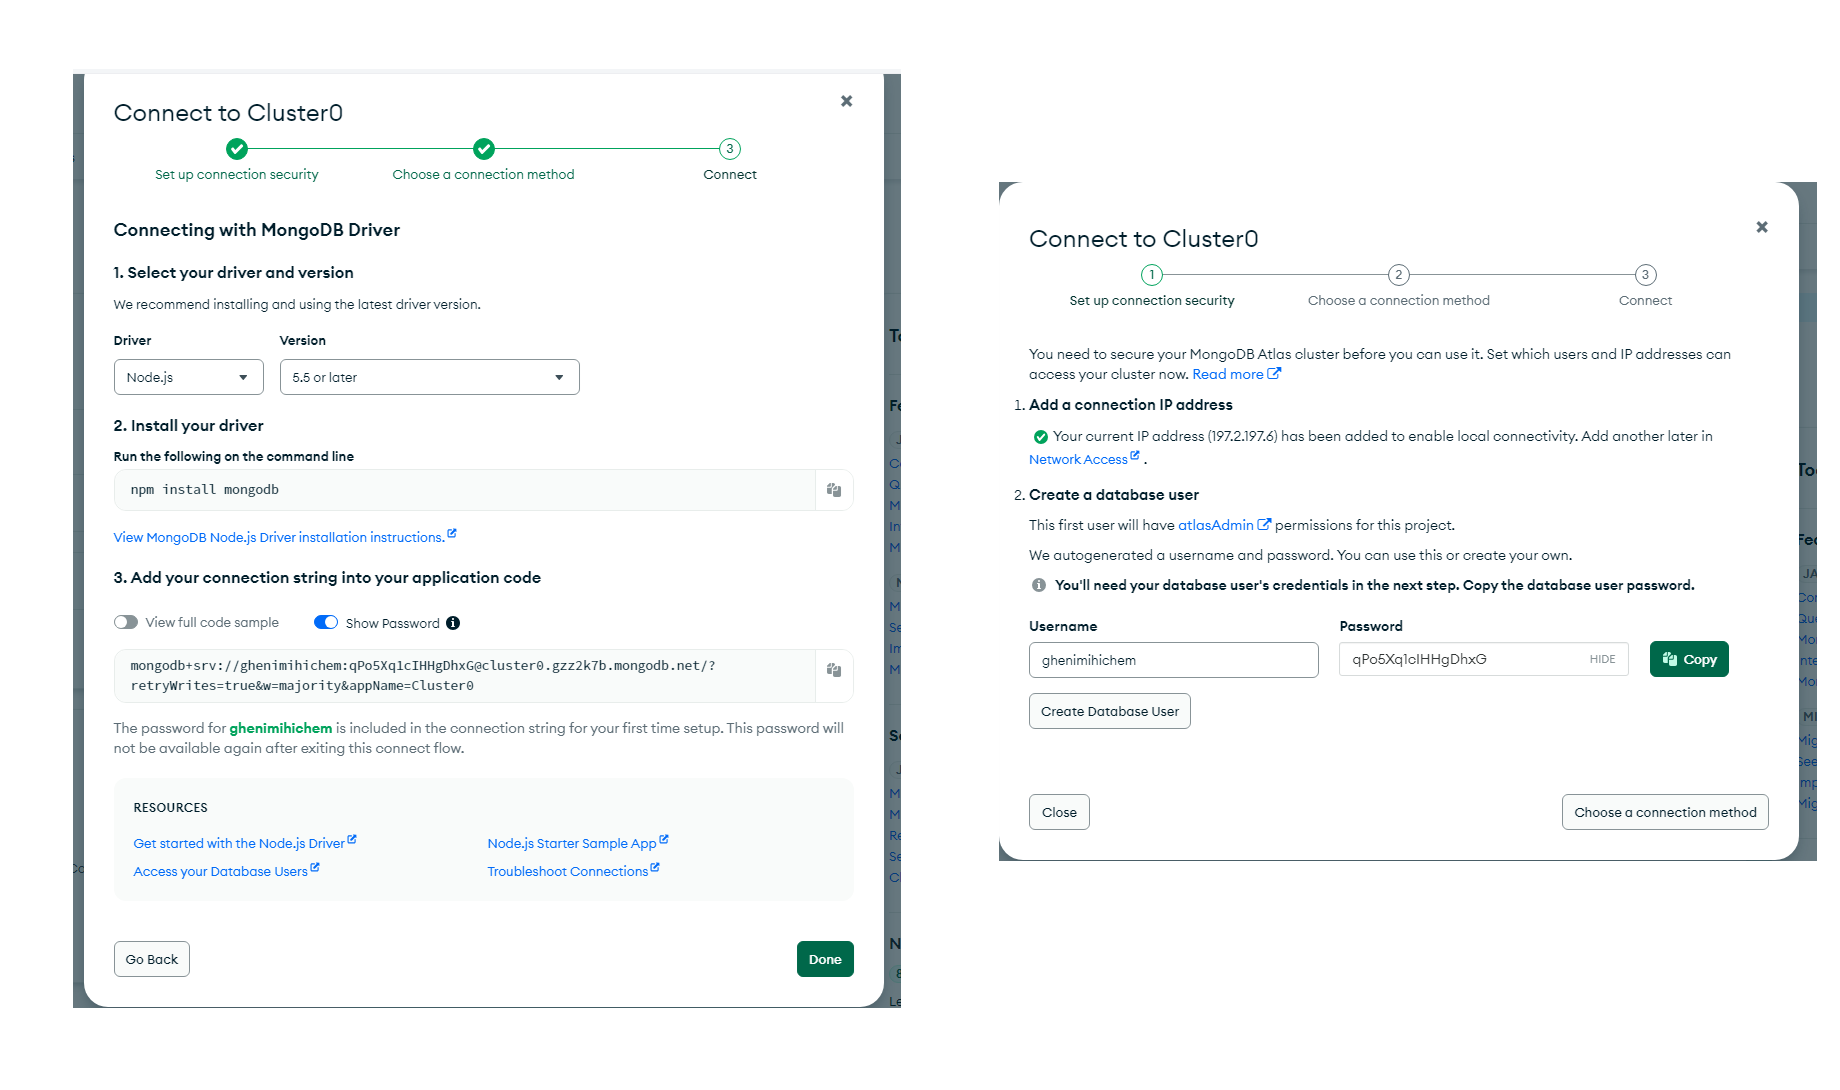 Connect to Cluster0
3
Set up connection security
Choose a connection method
Connect
Connecting with MongoDB Driver
1. Select your driver and version
We recommend installing and using the latest driver version.
Driver
Version
Node.js
5.5 or later
2. Install your driver
Run the following on the command line
npm install mongodb
View MongoDB Node.js Driver installation instructions.
3. Add your connection string into your application code
View full code sample
Show Password
mongodb+srv://ghenimihichem:qPo5Xq1cIHHgDhxG@cluster0.gzz2k7b.mongodb.net/?
retryWrites=true&w=majority&appName=Cluster0
The password for ghenimihichem is included in the connection string for your first time setup. This password will
not be available again after exiting this connect flow.
RESOURCES
Get started with the Node.js Driver
Node.js Starter Sample App
Access your Database Users
Troubleshoot Connections
Go Back
Done
Connect to Cluster0
1
2
3
Set up connection security
Choose a connection method
Connect
You need to secure your MongoDB Atlas cluster before you can use it. Set which users and IP addresses can
access your cluster now. Read more
1. Add a connection IP address
Your current IP address (197.2.197.6) has been added to enable local connectivity. Add another later in
Network Access .
2. Create a database user
This first user will have atlasAdmin permissions for this project.
We autogenerated a username and password. You can use this or create your own.
You'll need your database user's credentials in the next step. Copy the database user password.
Username
Password
ghenimihichem
qPo5Xq1cIHHgDhxG
HIDE
Copy
Create Database User
Close
Choose a connection method